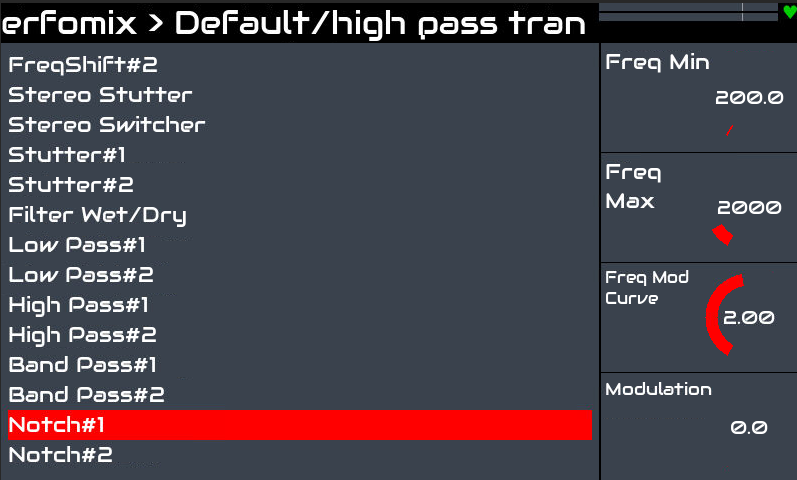 erfomix > Default/high pass tran
FreqShift#2
Stereo Stutter
Stereo Switcher
Stutter#1
Stutter#2
Filter Wet/Dry
Low Pass#1
Low Pass#2
High Pass#1
High Pass#2
Band Pass#1
Band Pass#2
Notch#1
Notch#2
Freq Min
200.0
Freq
Max
2000
Freq Mod
Curve
2.00
Modulation
0.0